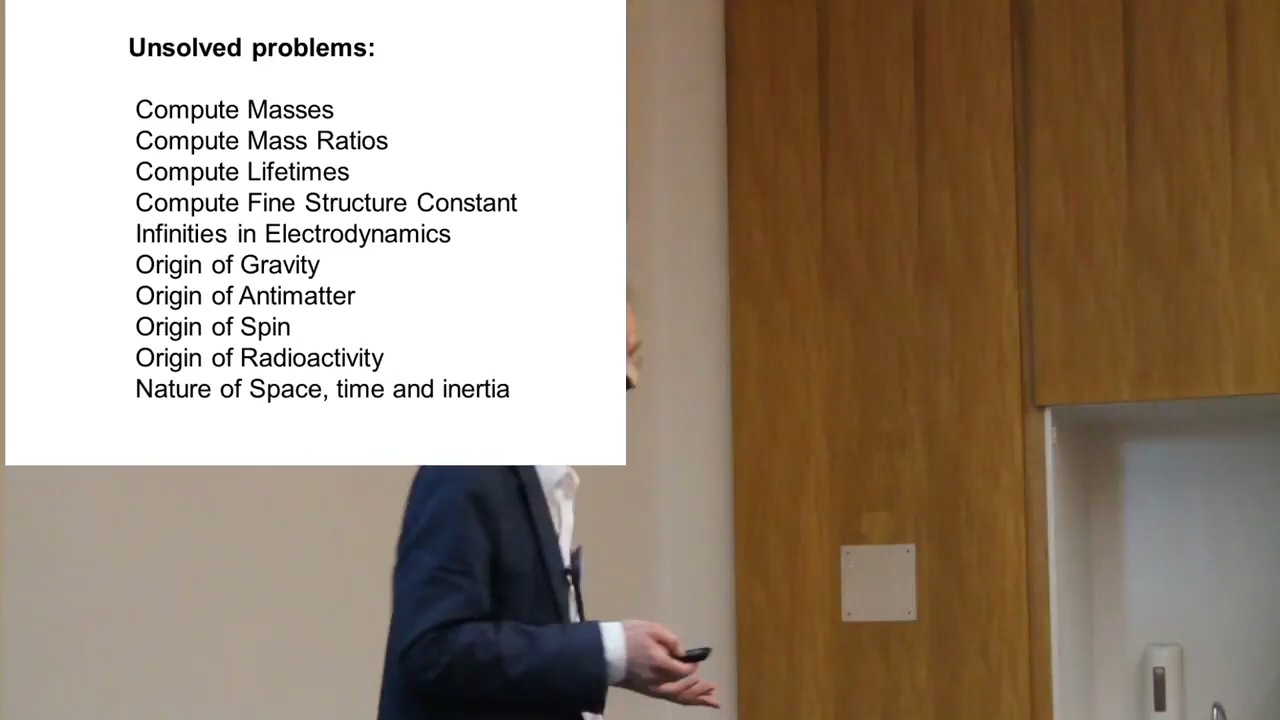 Unsolved problems:
Compute Masses
Compute Mass Ratios
Compute Lifetimes
Compute Fine Structure Constant
Infinities in Electrodynamics
Origin of Gravity
Origin of Antimatter
Origin of Spin
Origin of Radioactivity
Nature of Space, time and inertia